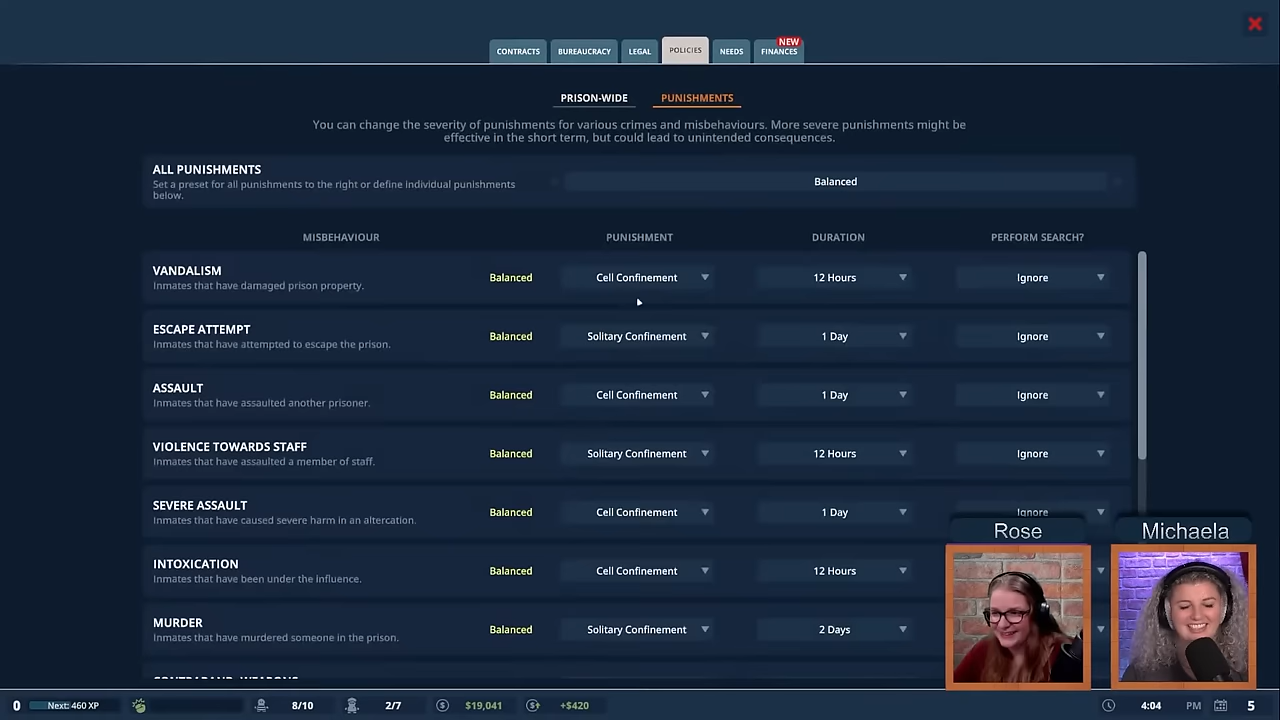 NEW
CONTRACTS BUREAUCRACY LEGAL POLICIES NEEDS FINANCES
PRISON-WIDE PUNISHMENTS
You can change the severity of punishments for various crimes and misbehaviours. More severe punishments might be
effective in the short term, but could lead to unintended consequences.
ALL PUNISHMENTS
Set a preset for all punishments to the right or define individual punishments
below.
Balanced
MISBEHAVIOUR PUNISHMENT DURATION PERFORM SEARCH?
VANDALISM
Inmates that have damaged prison property.
Balanced Cell Confinement 12 Hours Ignore
ESCAPE ATTEMPT
Inmates that have attempted to escape the prison.
Balanced Solitary Confinement 1 Day Ignore
ASSAULT
Inmates that have assaulted another prisoner.
Balanced Cell Confinement 1 Day Ignore
VIOLENCE TOWARDS STAFF
Inmates that have assaulted a member of staff.
Balanced Solitary Confinement 12 Hours Ignore
SEVERE ASSAULT
Inmates that have caused severe harm in an altercation.
Balanced Cell Confinement 1 Day Ignore
INTOXICATION
Inmates that have been under the influence.
Balanced Cell Confinement 12 Hours
MURDER
Inmates that have murdered someone in the prison.
Balanced Solitary Confinement 2 Days
CONTRABAND: WEAPONS
Rose Michaela
0 Next: 460 XP 8/10 2/7 $19,041 +$420 4:04 PM 5